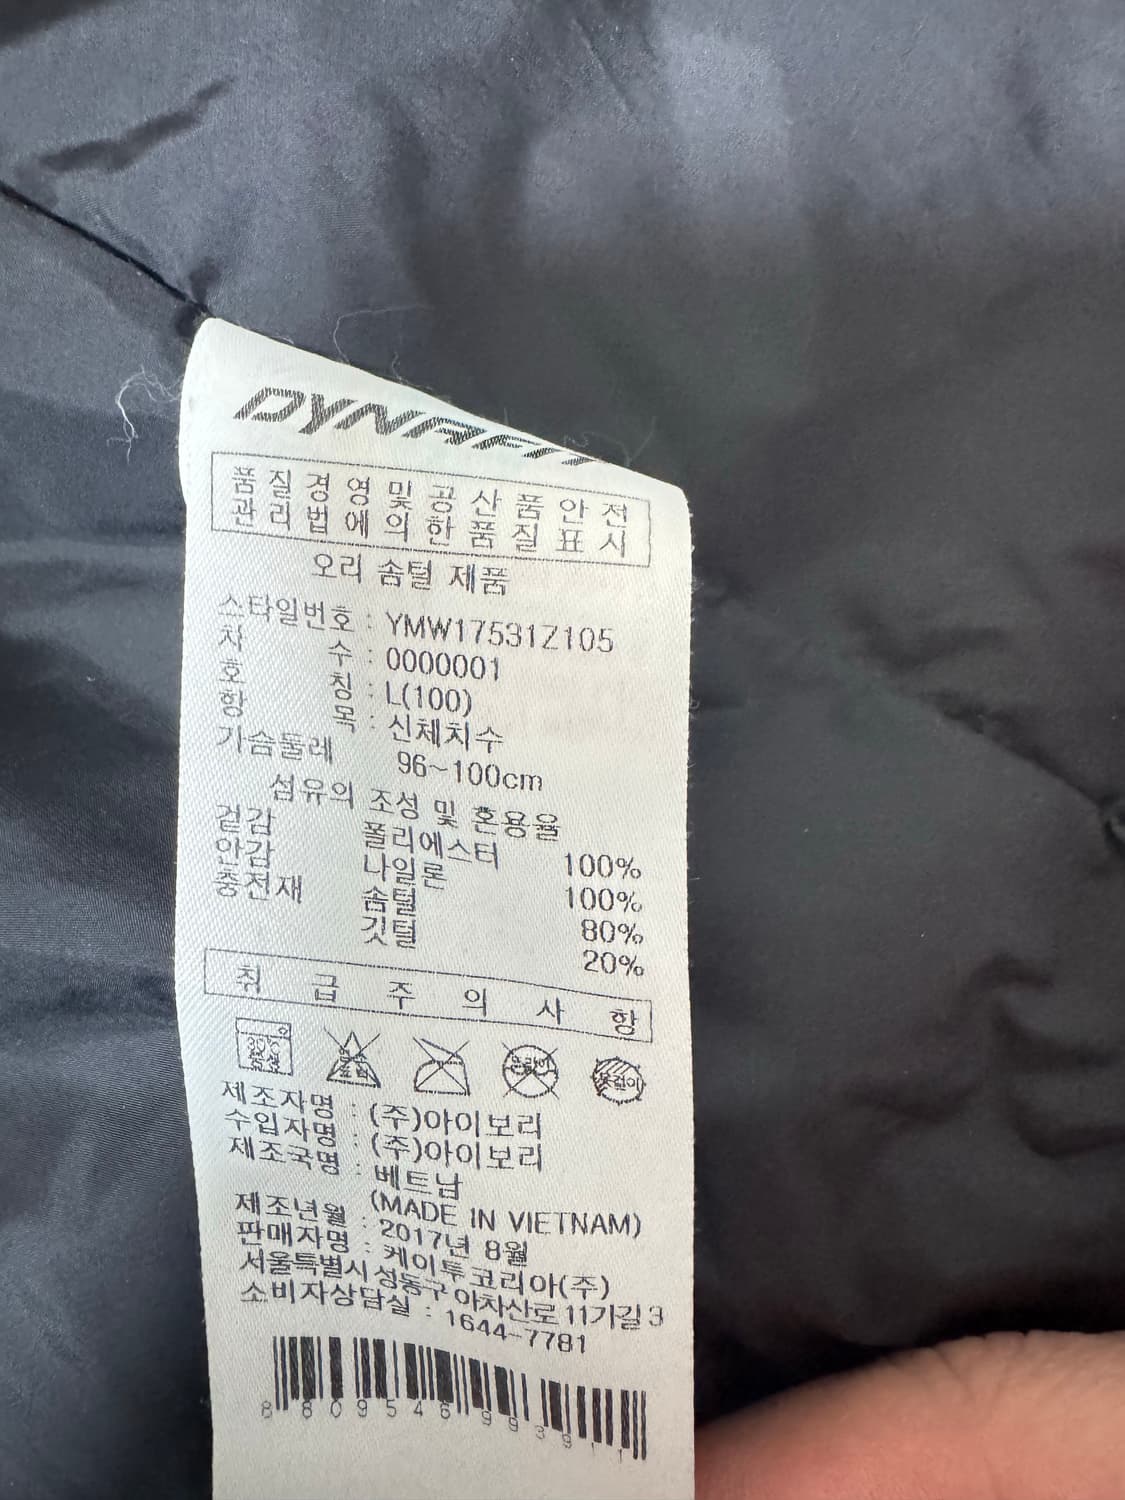 DYNAFIT
품질경영및공산품안전
관리법에의한품질표시
오리 솜털 제품
스타일번호 : YMW17531Z105
차 수 : 0000001
호 칭 : L(100)
항 목 : 신체치수
가슴둘레 96~100cm
섬유의 조성 및 혼용율
겉감 폴리에스터 100%
안감 나일론 100%
충전재 솜털 80%
깃털 20%
취급주의사항
제조자명 : (주)아이보리
수입자명 : (주)아이보리
제조국명 : 베트남
(MADE IN VIETNAM)
제조년월 : 2017년 8월
판매자명 : 케이투코리아(주)
서울특별시 성동구 아차산로 11가길 3
소비자상담실 : 1644-7781
8 809546 993911